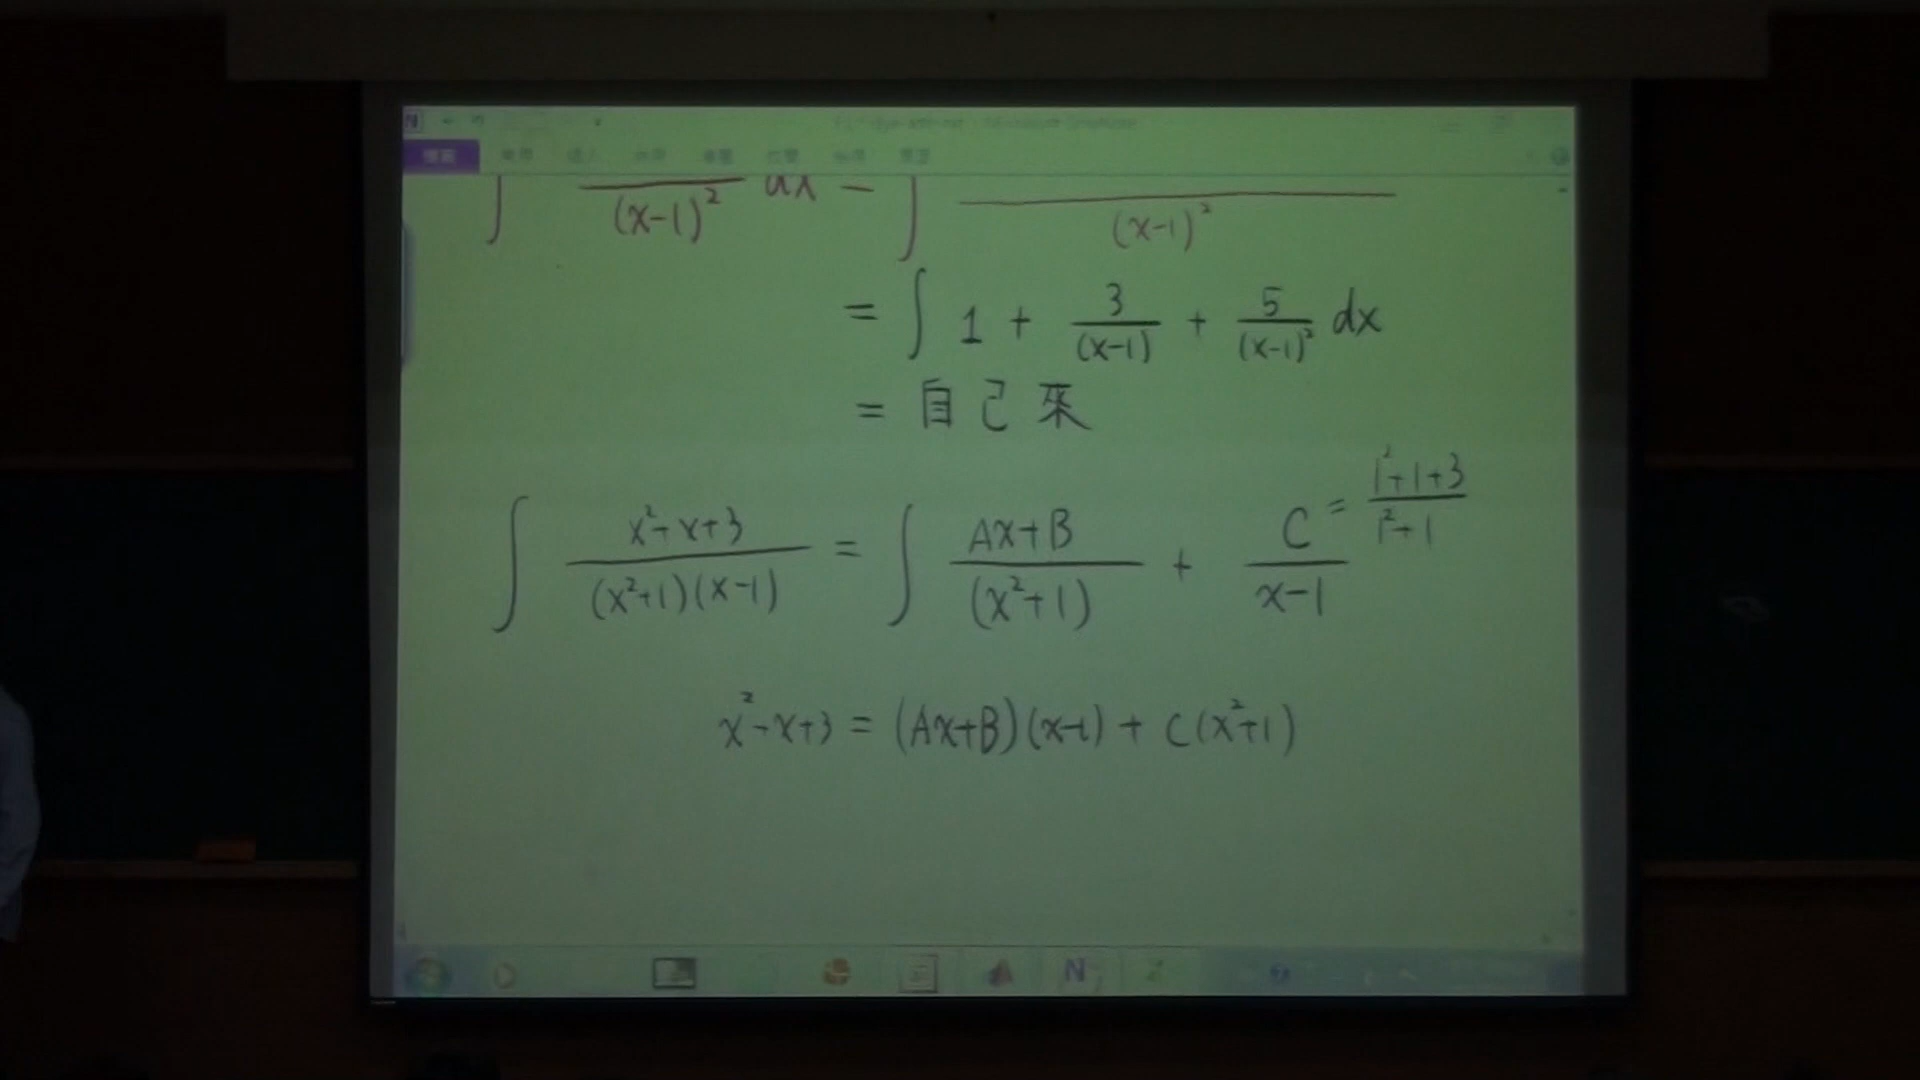 ∫ ―― dx = ∫ ――
(x-1)² (x-1)²
= ∫ 1 + 3/(x-1) + 5/(x-1)² dx
= 自己來
∫ (x²+x+3)/((x²+1)(x-1)) = ∫ (Ax+B)/(x²+1) + C/(x-1)
C = (1²+1+3)/(1²+1)
x²+x+3 = (Ax+B)(x-1) + C(x²+1)